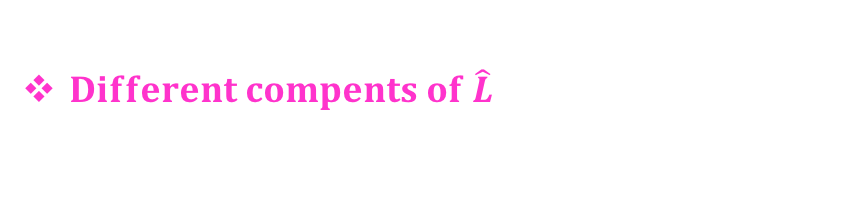 ❖ Different compents of L̂